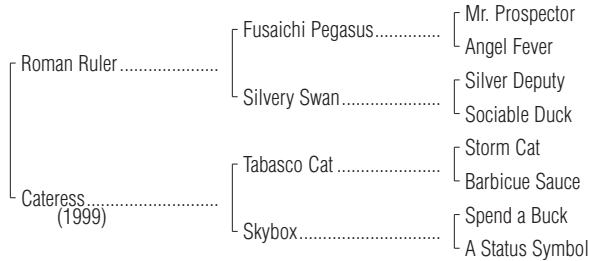 Mr. Prospector
Fusaichi Pegasus..............
Angel Fever
Roman Ruler.....................
Silver Deputy
Silvery Swan.....................
Sociable Duck
Storm Cat
Tabasco Cat ......................
Barbicue Sauce
Cateress............................
(1999)
Spend a Buck
Skybox..............................
A Status Symbol